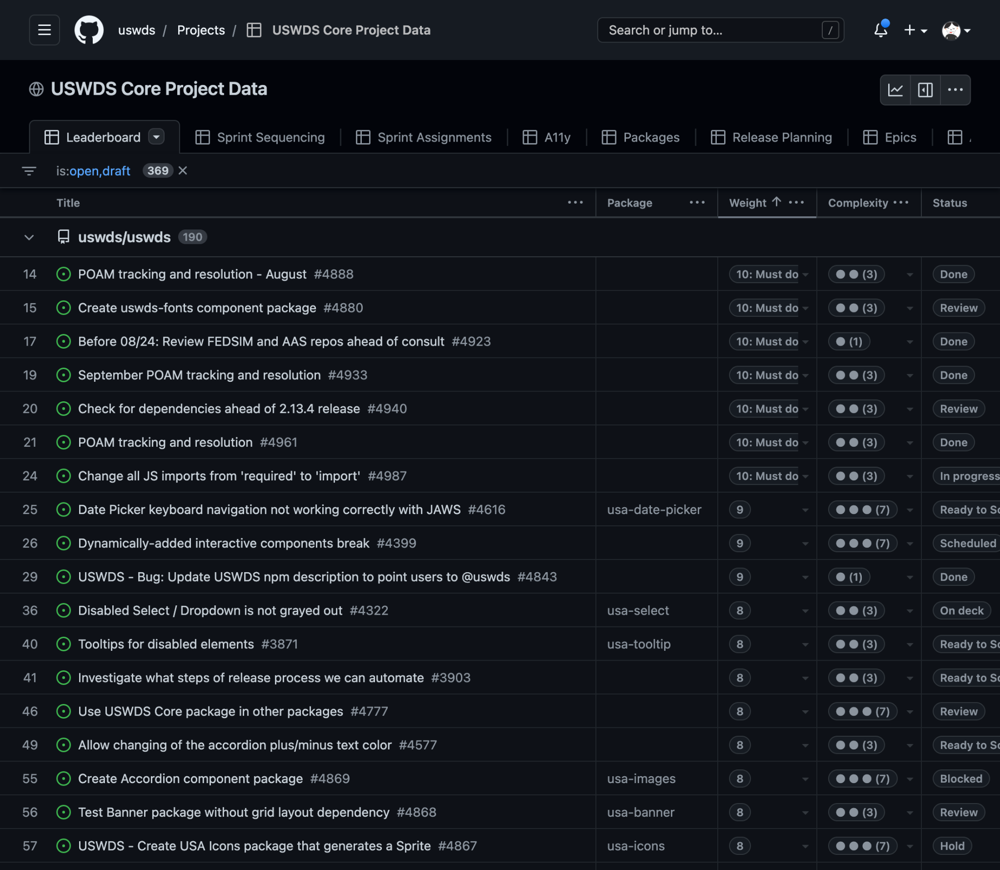 uswds / Projects / USWDS Core Project Data Search or jump to... /
USWDS Core Project Data
Leaderboard Sprint Sequencing Sprint Assignments A11y Packages Release Planning Epics
is:open,draft 369
Title Package Weight Complexity Status
uswds/uswds 190
14 POAM tracking and resolution - August #4888 10: Must do (3) Done
15 Create uswds-fonts component package #4880 10: Must do (3) Review
17 Before 08/24: Review FEDSIM and AAS repos ahead of consult #4923 10: Must do (1) Done
19 September POAM tracking and resolution #4933 10: Must do (3) Done
20 Check for dependencies ahead of 2.13.4 release #4940 10: Must do (3) Review
21 POAM tracking and resolution #4961 10: Must do (3) Done
24 Change all JS imports from 'required' to 'import' #4987 10: Must do (3) In progress
25 Date Picker keyboard navigation not working correctly with JAWS #4616 usa-date-picker 9 (7) Ready to
26 Dynamically-added interactive components break #4399 9 (7) Scheduled
29 USWDS - Bug: Update USWDS npm description to point users to @uswds #4843 9 (1) Done
36 Disabled Select / Dropdown is not grayed out #4322 usa-select 8 (3) On deck
40 Tooltips for disabled elements #3871 usa-tooltip 8 (3) Ready to
41 Investigate what steps of release process we can automate #3903 8 (3) Ready to
46 Use USWDS Core package in other packages #4777 8 (7) Review
49 Allow changing of the accordion plus/minus text color #4577 8 (3) Ready to
55 Create Accordion component package #4869 usa-images 8 (7) Blocked
56 Test Banner package without grid layout dependency #4868 usa-banner 8 (3) Review
57 USWDS - Create USA Icons package that generates a Sprite #4867 usa-icons 8 (7) Hold